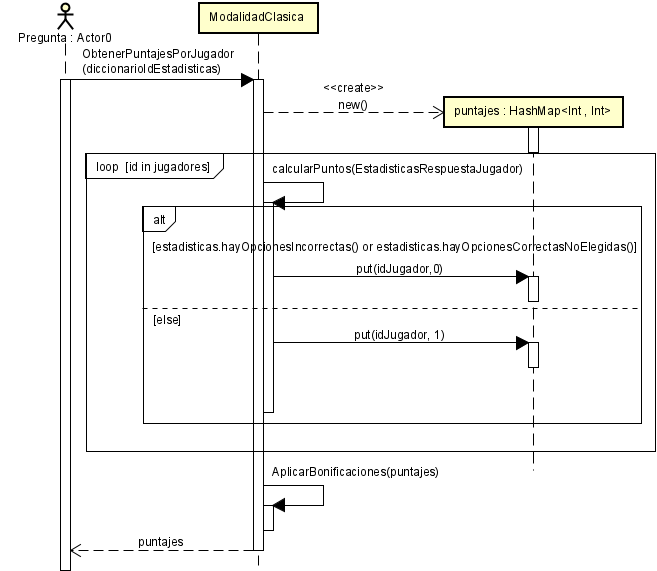 ModalidadClasica
Pregunta : Actor0
ObtenerPuntajesPorJugador
(diccionarioIdEstadisticas)
<<create>>
new()
puntajes : HashMap<Int , Int>
loop [id in jugadores]
calcularPuntos(EstadisticasRespuestaJugador)
alt
[estadisticas.hayOpcionesIncorrectas() or estadisticas.hayOpcionesCorrectasNoElegidas()]
put(idJugador,0)
[else]
put(idJugador, 1)
AplicarBonificaciones(puntajes)
puntajes